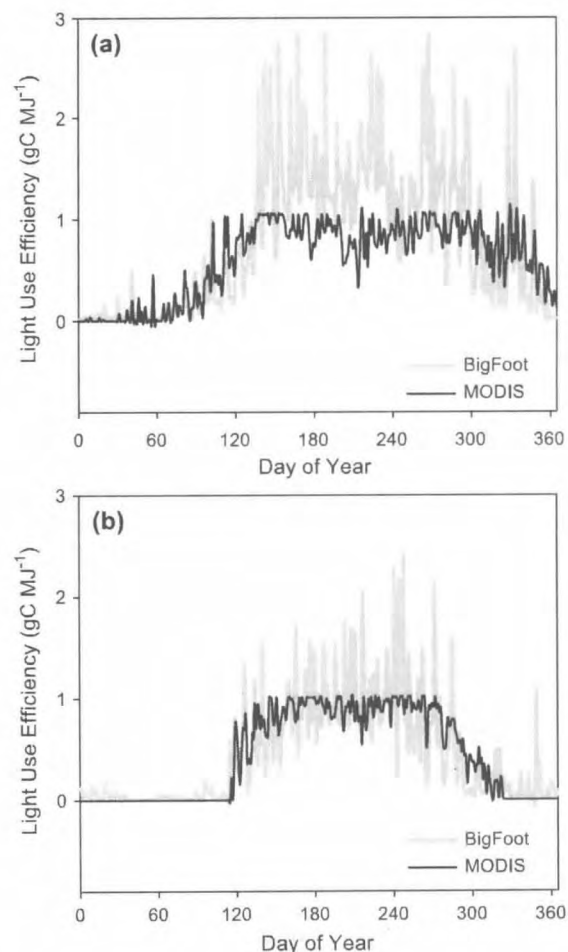 (a)
3
2
1
0
Light Use Efficiency (gC MJ⁻¹)
BigFoot
MODIS
0 60 120 180 240 300 360
Day of Year
(b)
3
2
1
0
Light Use Efficiency (gC MJ⁻¹)
BigFoot
MODIS
0 60 120 180 240 300 360
Day of Year